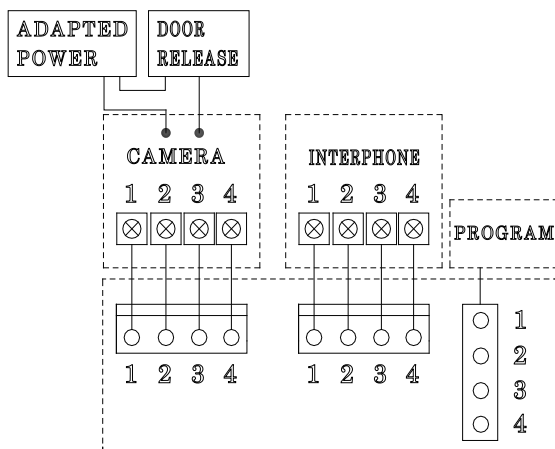 ADAPTED
POWER
DOOR
RELEASE
CAMERA
1 2 3 4
INTERPHONE
1 2 3 4
PROGRAM
1 2 3 4
1 2 3 4
1
2
3
4